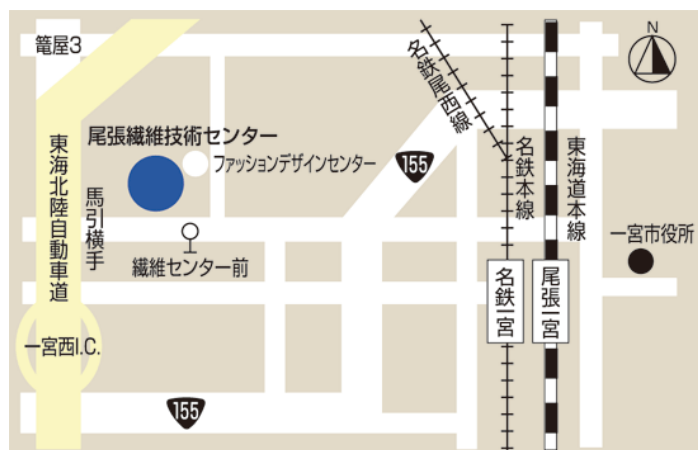 篭屋3
N
名鉄尾西線
尾張繊維技術センター
ファッションデザインセンター
155
名鉄本線
東海道本線
東海北陸自動車道
馬引横手
繊維センター前
一宮市役所
名鉄一宮
尾張一宮
一宮西I.C.
155